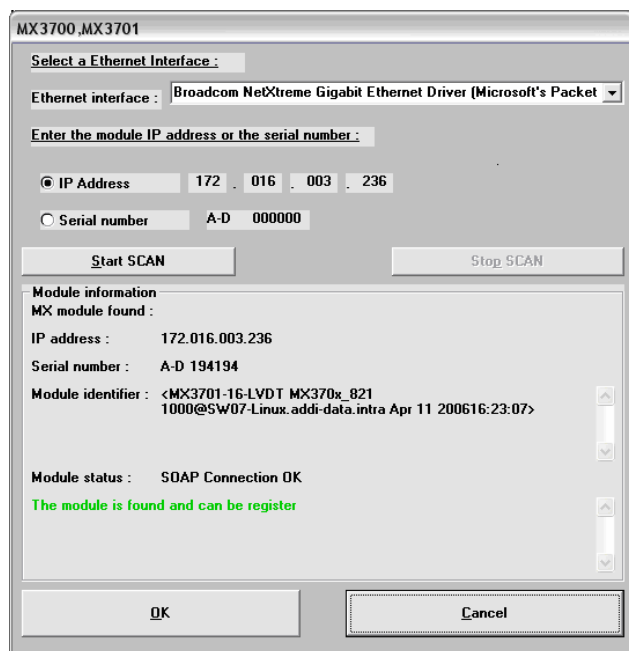 MX3700 ,MX3701
Select a Ethernet Interface :
Ethernet interface : Broadcom NetXtreme Gigabit Ethernet Driver (Microsoft's Packet
Enter the module IP address or the serial number :
IP Address 172 . 016 . 003 . 236
Serial number A-D 000000
Start SCAN Stop SCAN
Module information
MX module found :
IP address : 172.016.003.236
Serial number : A-D 194194
Module identifier : <MX3701-16-LVDT MX370x_821
1000@SW07-Linux.addi-data.intra Apr 11 200616:23:07>
Module status : SOAP Connection OK
The module is found and can be register
OK Cancel